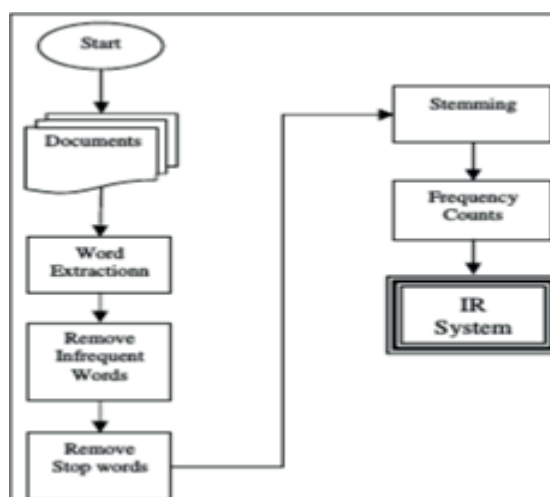 Start
Documents
Word
Extractionn
Remove
Infrequent
Words
Remove
Stop words
Stemming
Frequency
Counts
IR
System